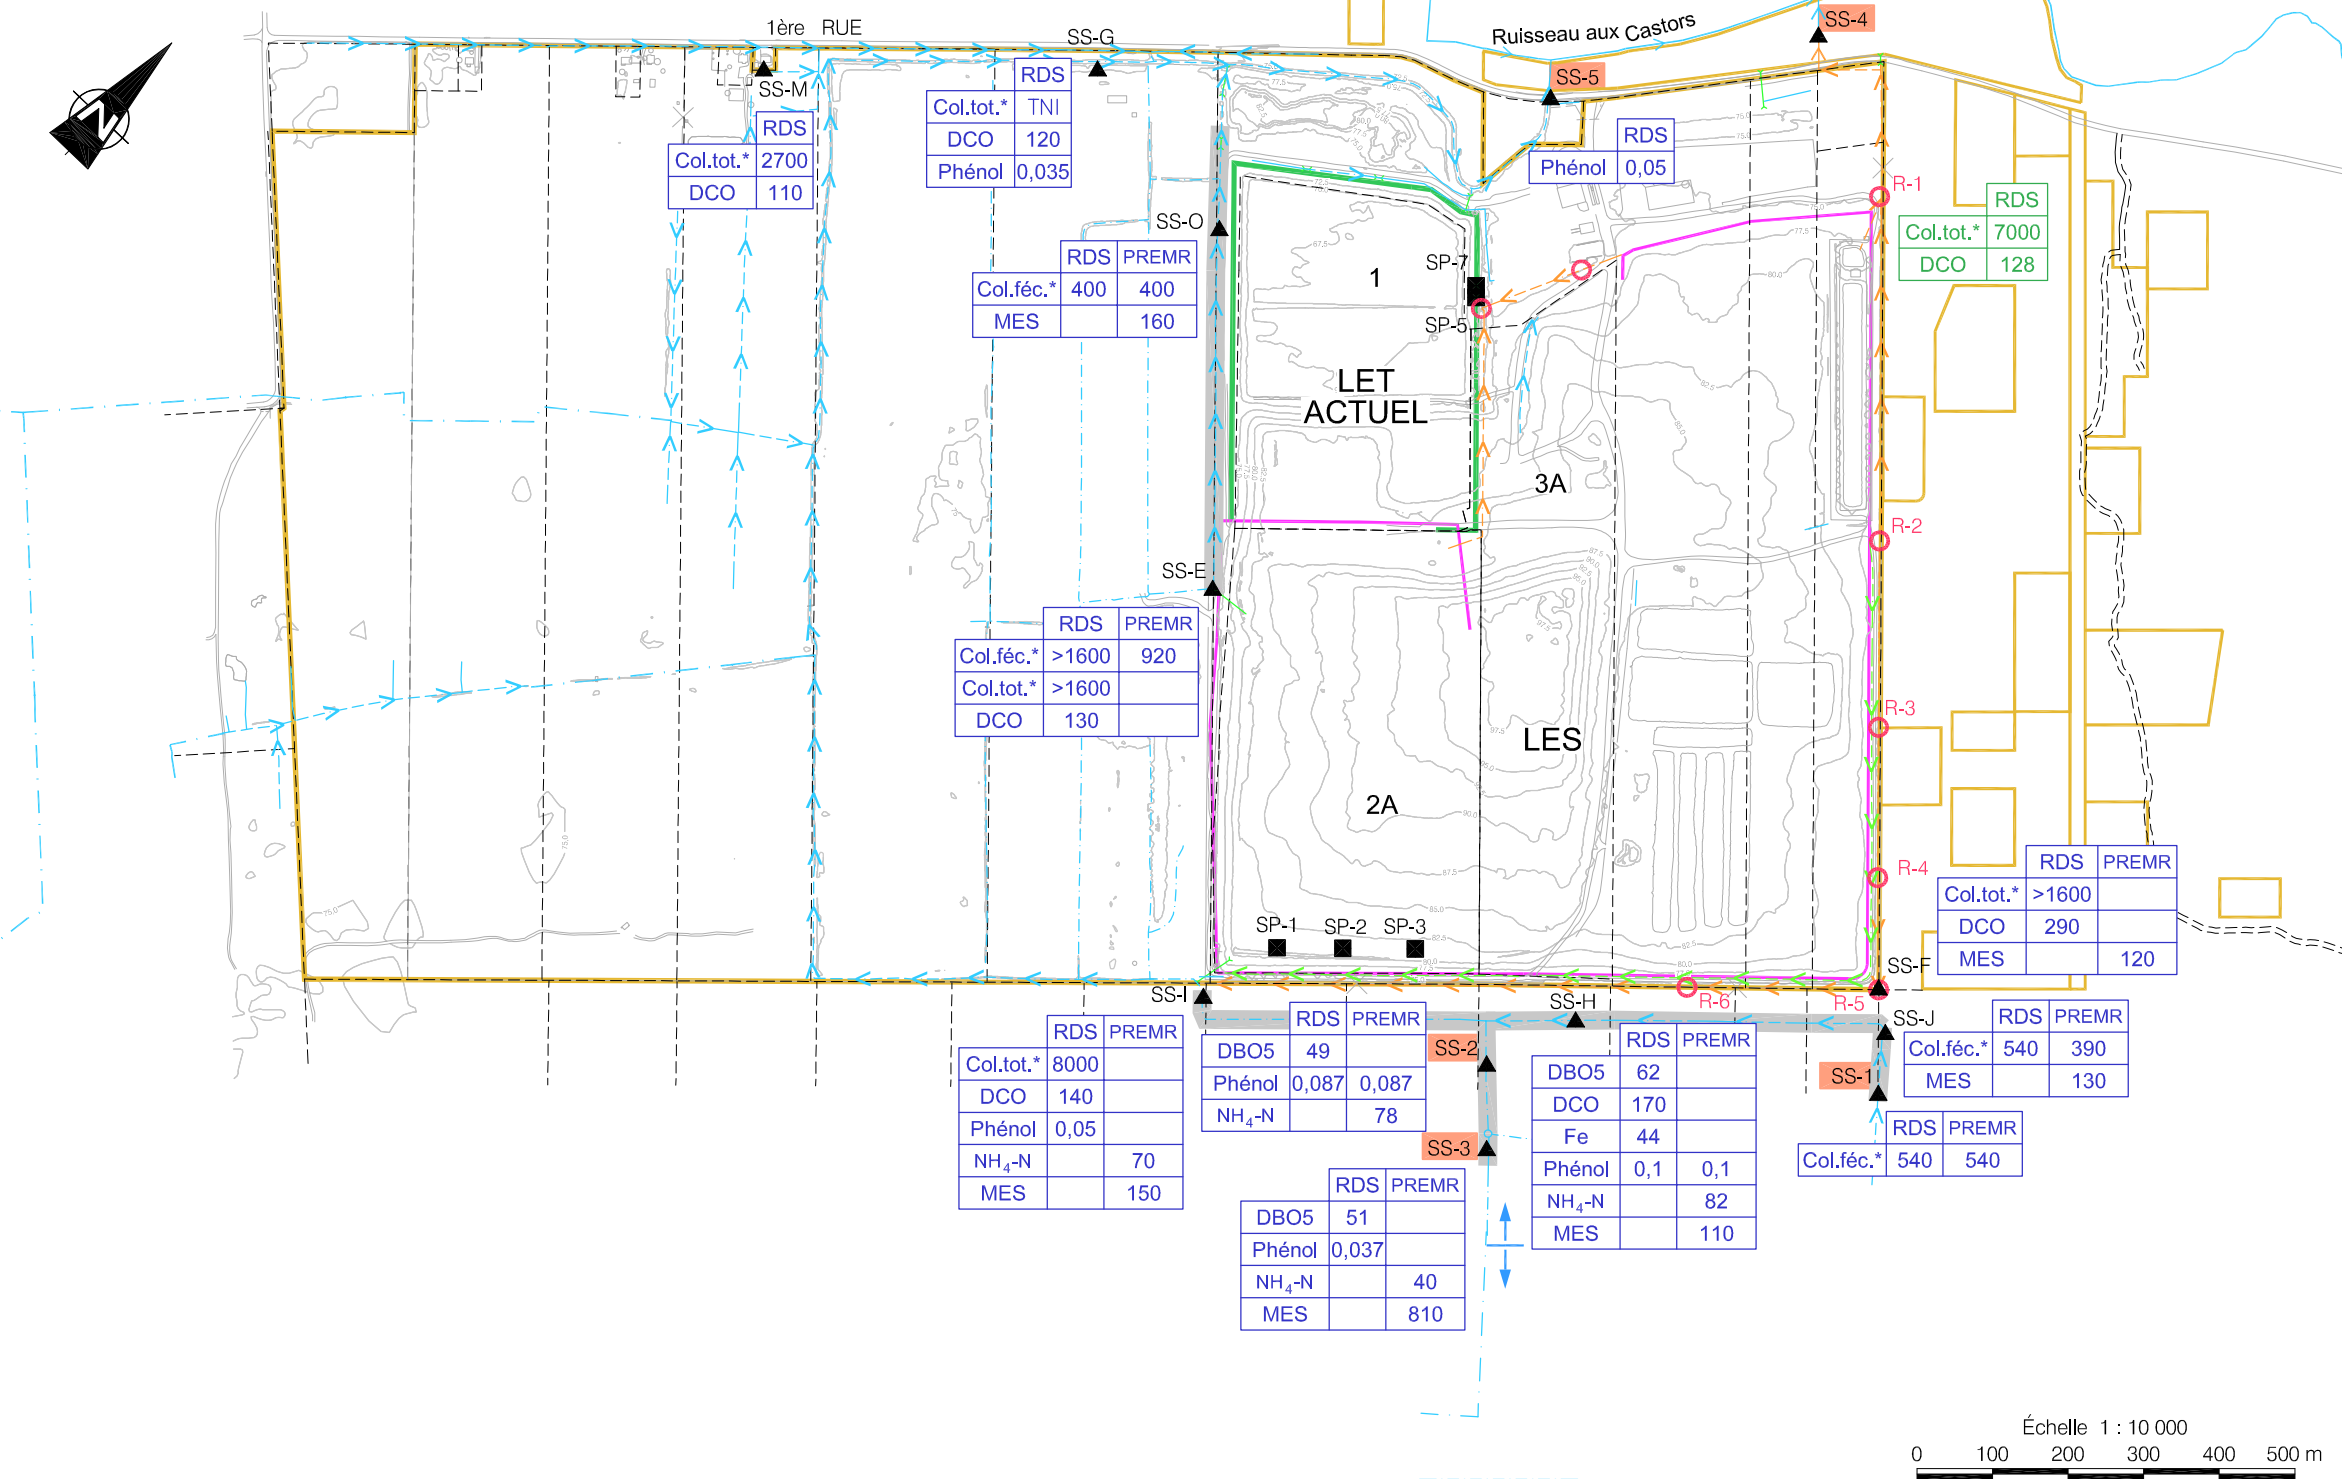 1ère RUE
SS-G
Ruisseau aux Castors
SS-4
SS-5
SS-M
RDS
Col.tot.* 2700
DCO 110
RDS
Col.tot.* TNI
DCO 120
Phénol 0,035
RDS
Phénol 0,05
R-1
RDS
Col.tot.* 7000
DCO 128
N
SS-O
RDS PREMR
Col.féc.* 400 400
MES 160
SP-7
1
SP-5
LET
ACTUEL
3A
R-2
SS-E
RDS PREMR
Col.féc.* >1600 920
Col.tot.* >1600
DCO 130
R-3
LES
2A
R-4
RDS PREMR
Col.tot.* >1600
DCO 290
MES 120
SP-1 SP-2 SP-3
SS-F
SS-I
R-6
R-5
SS-H
SS-J
RDS PREMR
Col.féc.* 540 390
MES 130
RDS PREMR
Col.tot.* 8000
DCO 140
Phénol 0,05
NH4-N 70
MES 150
RDS PREMR
DBO5 49
Phénol 0,087 0,087
NH4-N 78
SS-2
RDS PREMR
DBO5 62
DCO 170
Fe 44
Phénol 0,1 0,1
NH4-N 82
MES 110
SS-1
RDS PREMR
Col.féc.* 540 540
SS-3
RDS PREMR
DBO5 51
Phénol 0,037
NH4-N 40
MES 810
Échelle 1 : 10 000
0 100 200 300 400 500 m